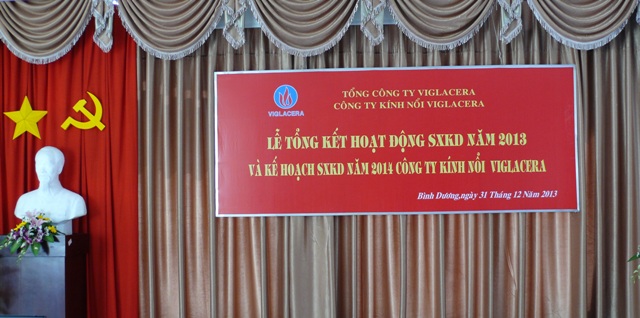 TỔNG CÔNG TY VIGLACERA
CÔNG TY KÍNH NỔI VIGLACERA
VIGLACERA
LỄ TỔNG KẾT HOẠT ĐỘNG SXKD NĂM 2013
VÀ KẾ HOẠCH SXKD NĂM 2014 CÔNG TY KÍNH NỔI VIGLACERA
Bình Dương,ngày 31 Tháng 12 Năm 2013